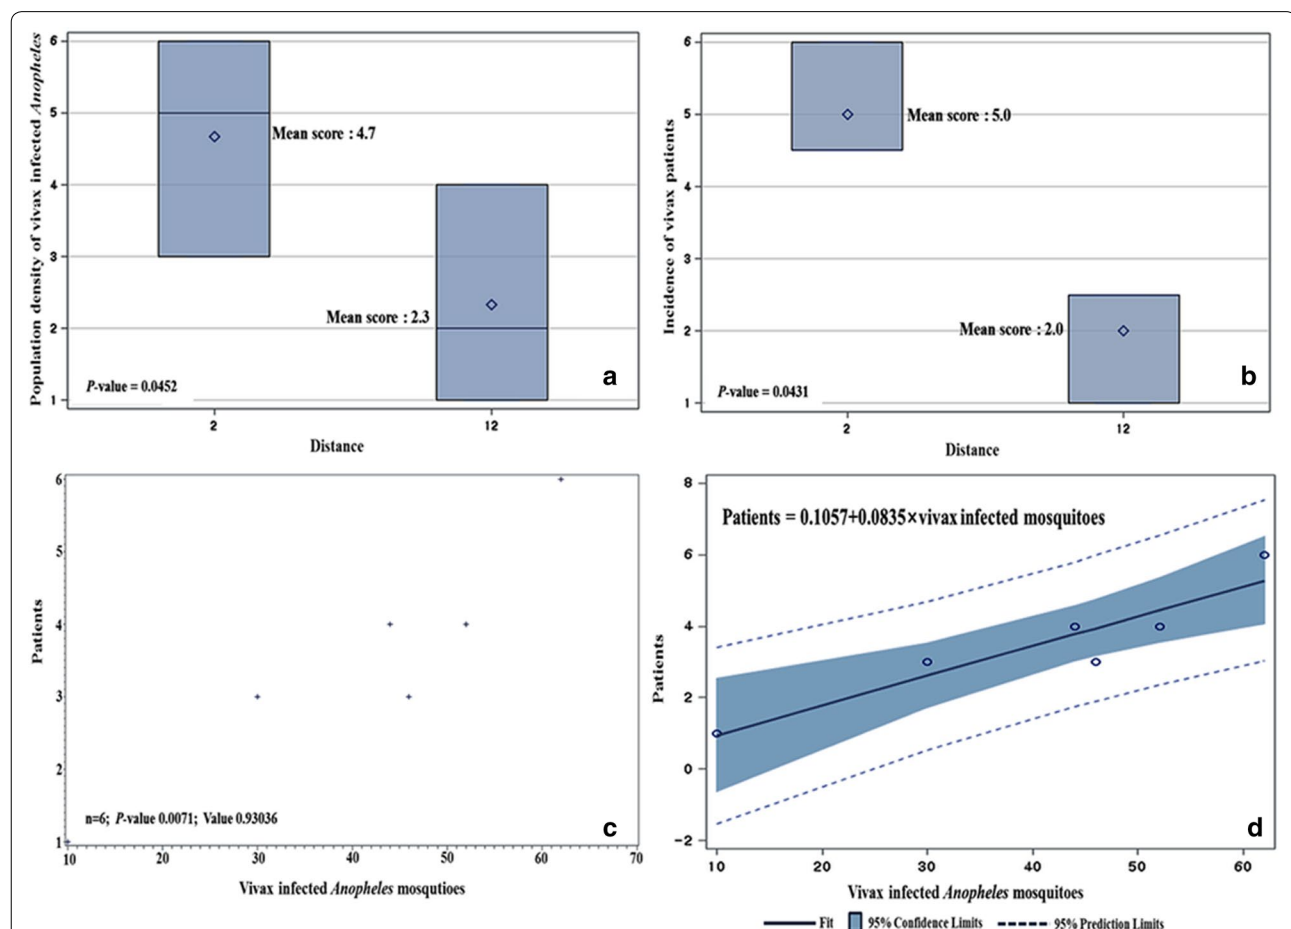 Population density of vivax infected Anopheles
6
5
4
3
2
1
Mean score : 4.7
Mean score : 2.3
P-value = 0.0452
a
2
12
Distance
Incidence of vivax patients
6
5
4
3
2
1
Mean score : 5.0
Mean score : 2.0
P-value = 0.0431
b
2
12
Distance
Patients
6
5
4
3
2
1
n=6; P-value 0.0071; Value 0.93036
c
10
20
30
40
50
60
70
Vivax infected Anopheles mosqutioes
Patients
8
6
4
2
0
-2
Patients = 0.1057+0.0835×vivax infected mosquitoes
d
10
20
30
40
50
60
Vivax infected Anopheles mosquitoes
Fit
95% Confidence Limits
95% Prediction Limits